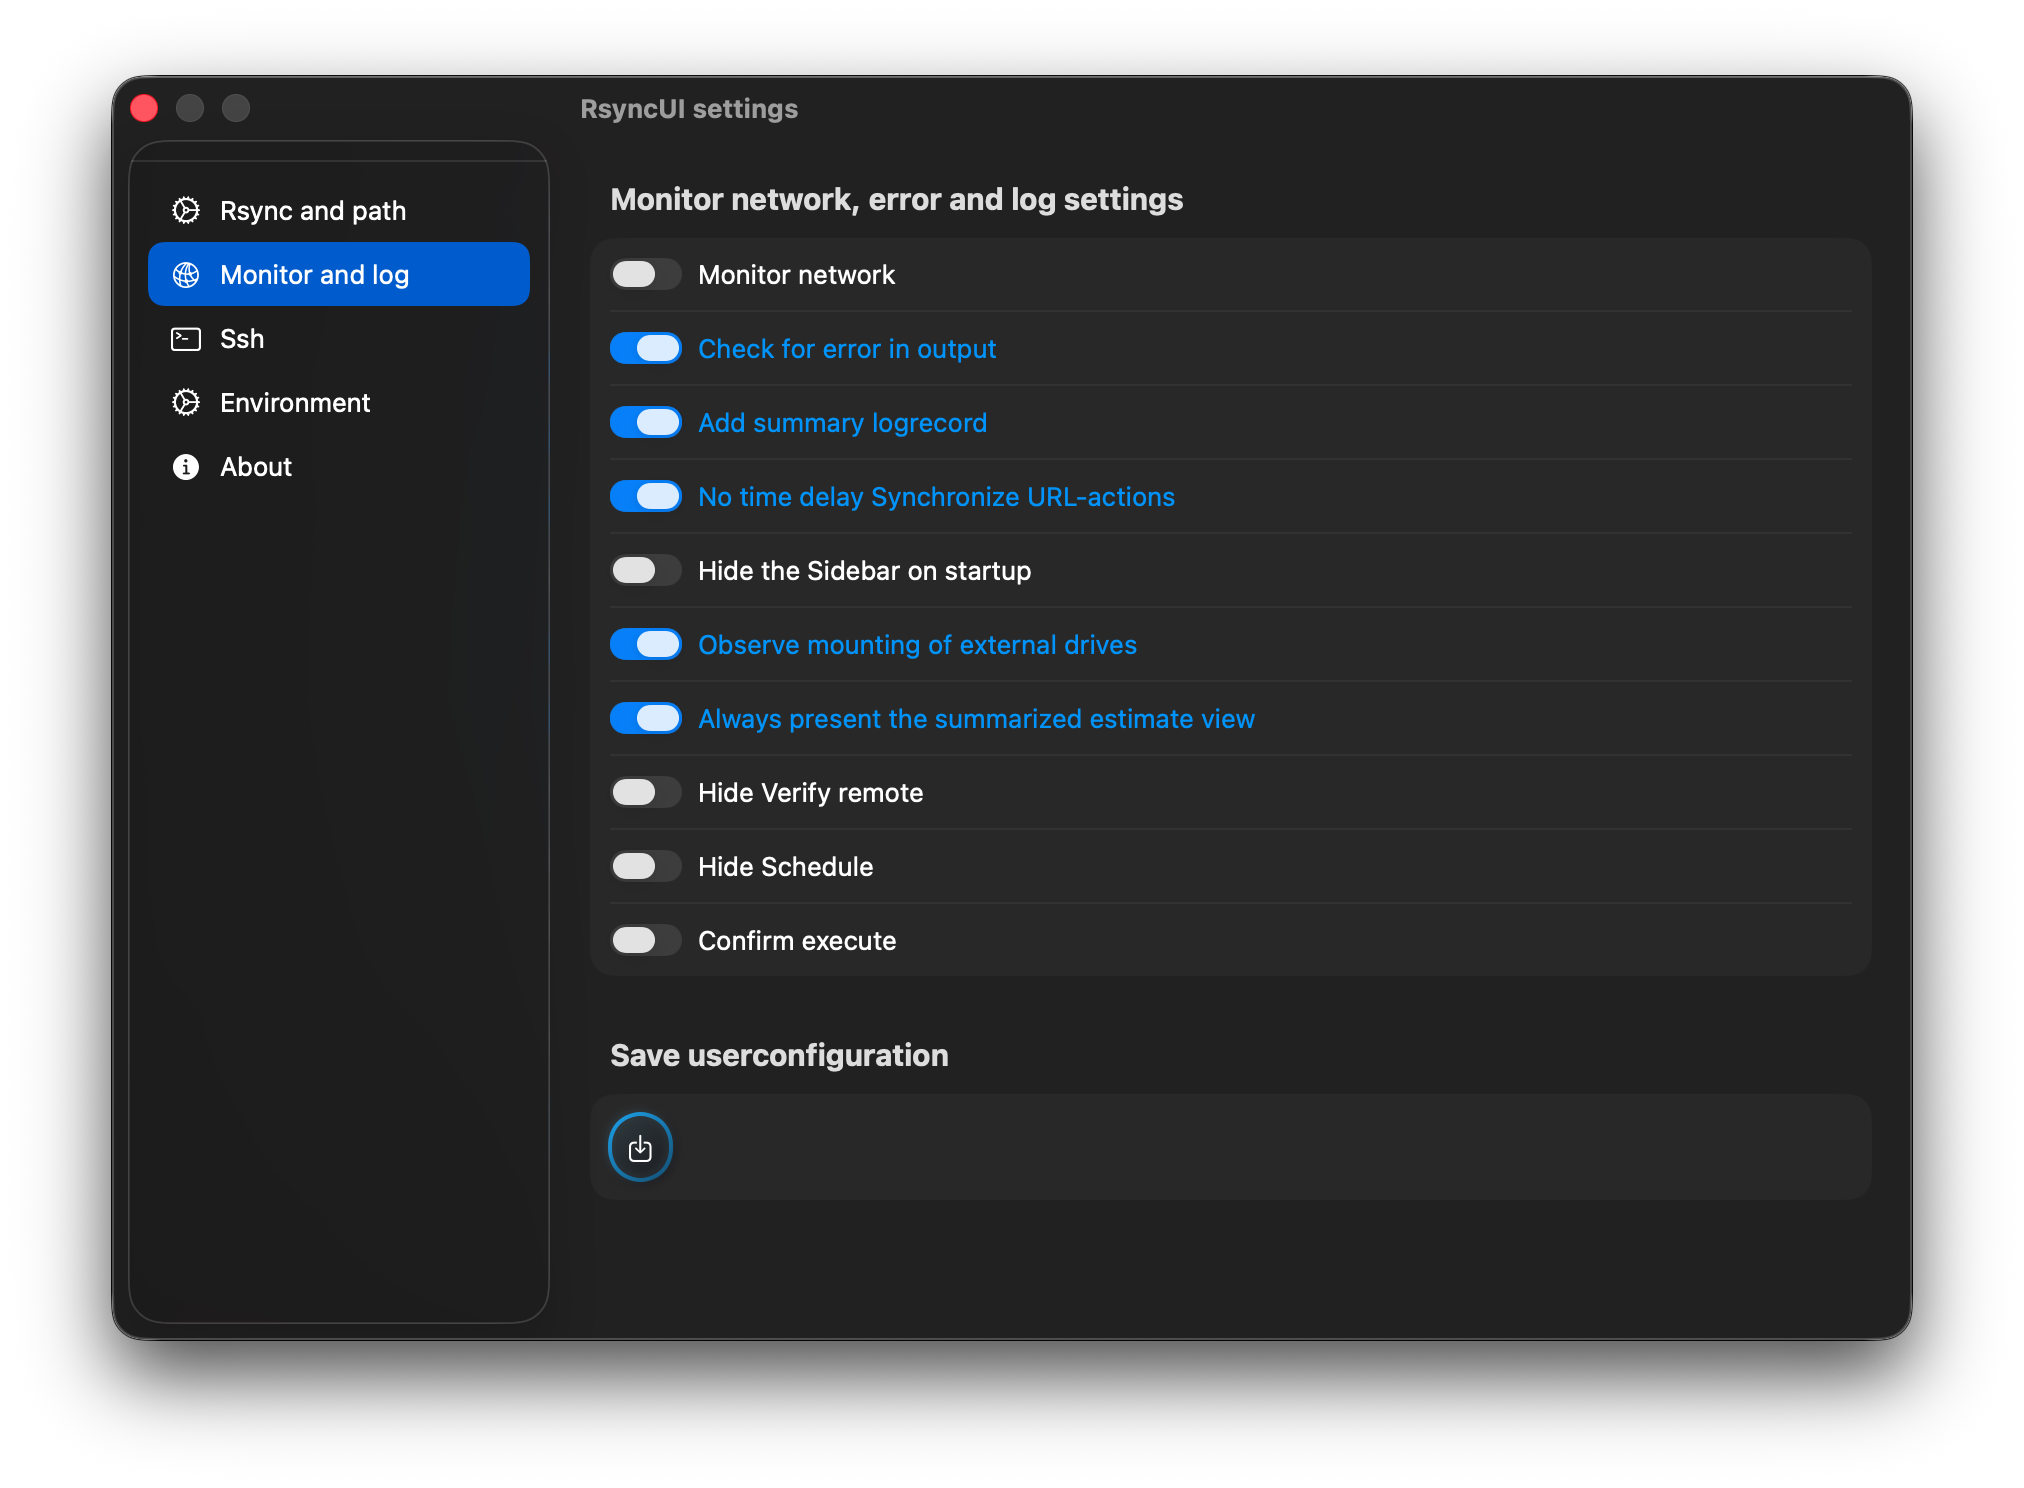 RsyncUI settings
Rsync and path
Monitor and log
Ssh
Environment
About
Monitor network, error and log settings
Monitor network
Check for error in output
Add summary logrecord
No time delay Synchronize URL-actions
Hide the Sidebar on startup
Observe mounting of external drives
Always present the summarized estimate view
Hide Verify remote
Hide Schedule
Confirm execute
Save userconfiguration